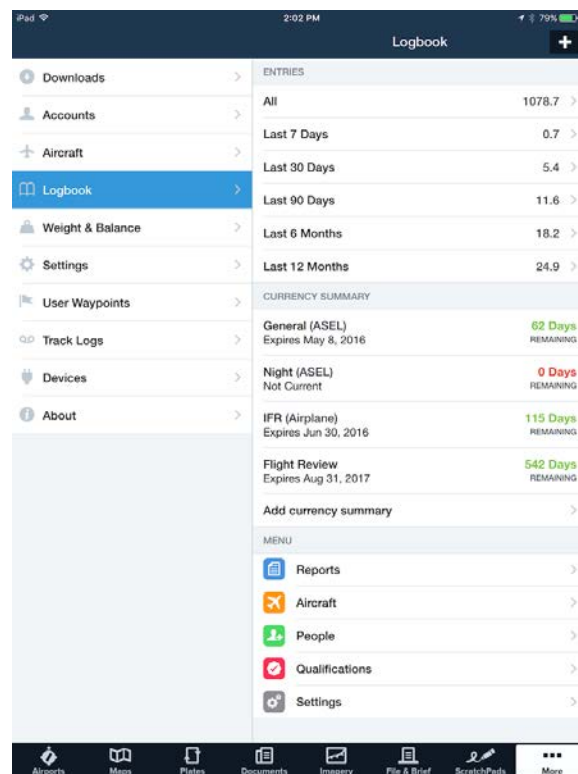 iPad 2:02 PM 79%
Logbook
Downloads
Accounts
Aircraft
Logbook
Weight & Balance
Settings
User Waypoints
Track Logs
Devices
About
ENTRIES
All 1078.7
Last 7 Days 0.7
Last 30 Days 5.4
Last 90 Days 11.6
Last 6 Months 18.2
Last 12 Months 24.9
CURRENCY SUMMARY
General (ASEL) 62 Days
Expires May 8, 2016 REMAINING
Night (ASEL) 0 Days
Not Current REMAINING
IFR (Airplane) 115 Days
Expires Jun 30, 2016 REMAINING
Flight Review 542 Days
Expires Aug 31, 2017 REMAINING
Add currency summary
MENU
Reports
Aircraft
People
Qualifications
Settings
Airports Maps Plates Documents Imagery File & Brief ScratchPads More